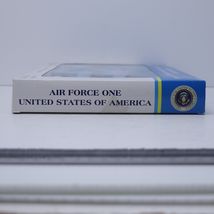 AIR FORCE ONE
UNITED STATES OF AMERICA